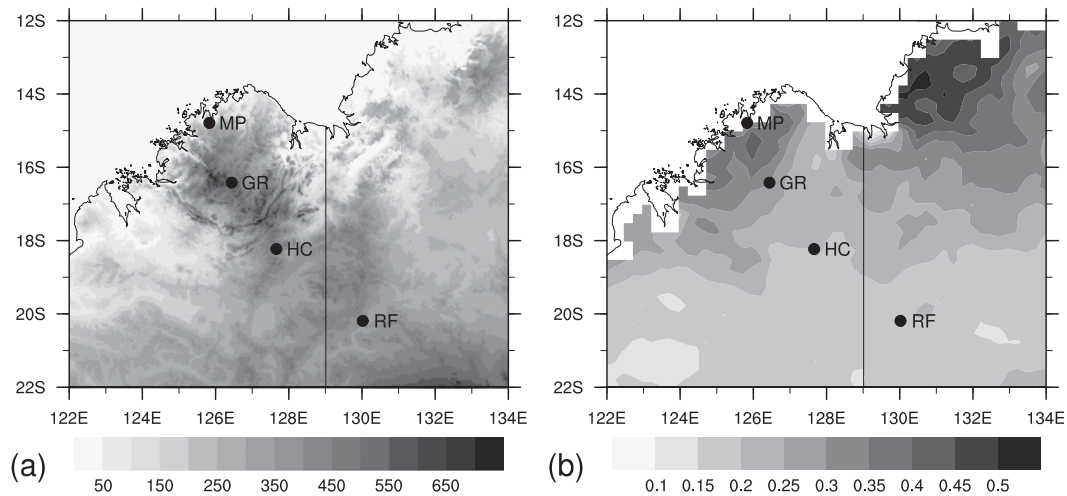 12S 12S
14S 14S
MP MP
16S 16S
GR GR
18S 18S
HC HC
20S 20S
RF RF
22S 22S
122E 124E 126E 128E 130E 132E 134E 122E 124E 126E 128E 130E 132E 134E
(a) (b)
50 150 250 350 450 550 650 0.1 0.15 0.2 0.25 0.3 0.35 0.4 0.45 0.5